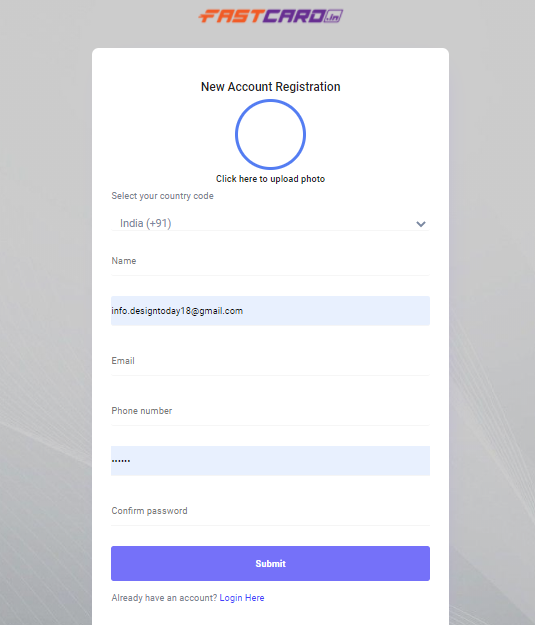 FASTCARD.in
New Account Registration
Click here to upload photo
Select your country code
India (+91)
Name
info.designtoday18@gmail.com
Email
Phone number
••••••
Confirm password
Submit
Already have an account? Login Here